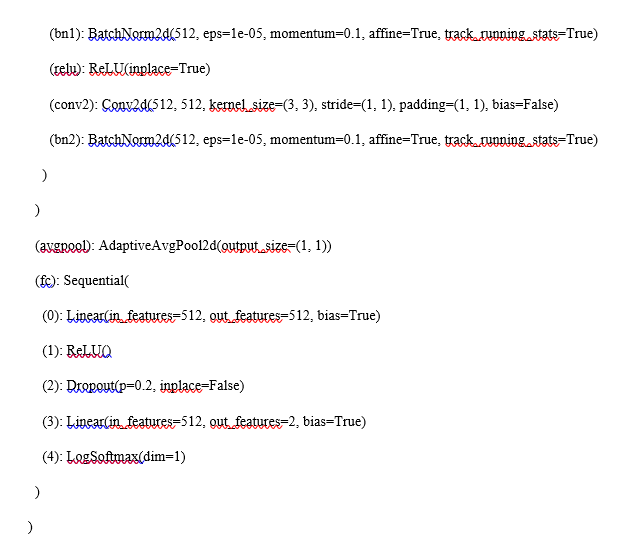 (bn1): BatchNorm2d(512, eps=1e-05, momentum=0.1, affine=True, track_running_stats=True)
(relu): ReLU(inplace=True)
(conv2): Conv2d(512, 512, kernel_size=(3, 3), stride=(1, 1), padding=(1, 1), bias=False)
(bn2): BatchNorm2d(512, eps=1e-05, momentum=0.1, affine=True, track_running_stats=True)
)
)
(avgpool): AdaptiveAvgPool2d(output_size=(1, 1))
(fc): Sequential(
(0): Linear(in_features=512, out_features=512, bias=True)
(1): ReLU()
(2): Dropout(p=0.2, inplace=False)
(3): Linear(in_features=512, out_features=2, bias=True)
(4): LogSoftmax(dim=1)
)
)